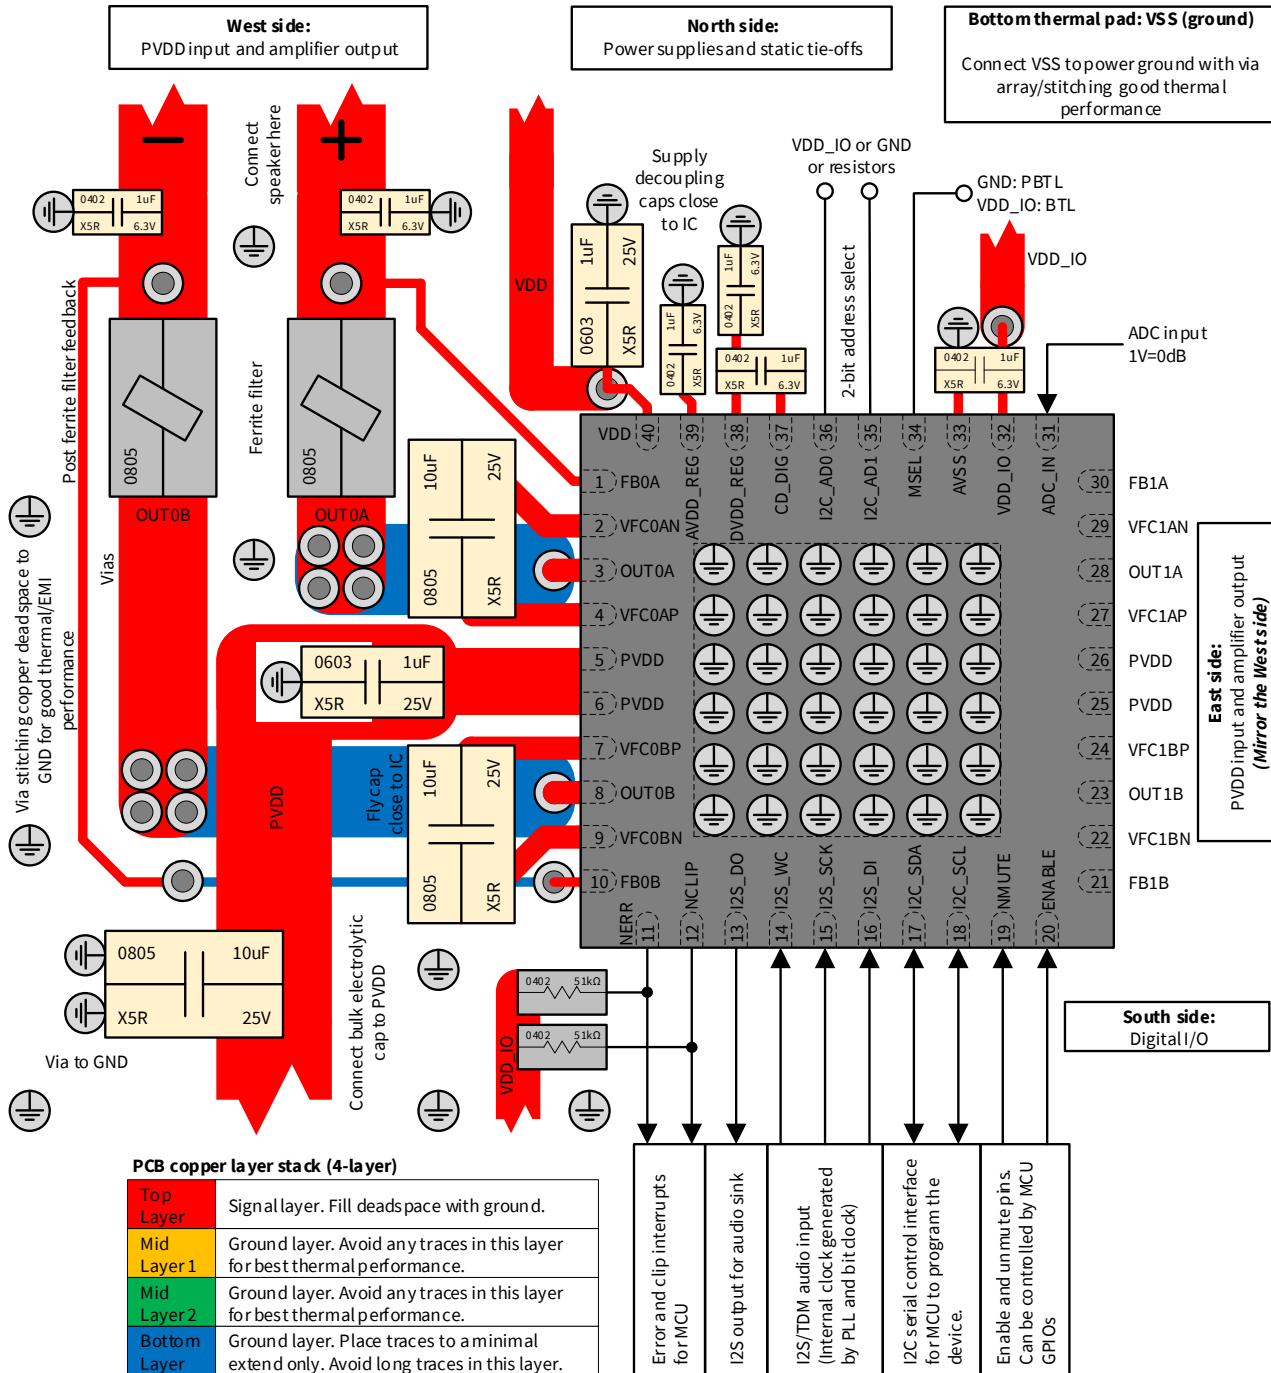 West side:
PVDD input and amplifier output
North side:
Power supplies and static tie-offs
Bottom thermal pad: VSS (ground)
Connect VSS to power ground with via
array/stitching good thermal
performance
−
+
Connect
speaker here
0402 1uF
X5R 6.3V
0402 1uF
X5R 6.3V
Supply
decoupling
caps close
to IC
VDD_IO or GND
or resistors
GND: PBTL
VDD_IO: BTL
VDD_IO
VDD
1uF 25V
0603 X5R
1uF 6.3V
0402 X5R
1uF 6.3V
0402 X5R
0402 1uF
X5R 6.3V
2-bit address select
0402 1uF
X5R 6.3V
ADC input
1V=0dB
Post ferrite filter feedback
0805
Ferrite filter
0805
OUT0B
OUT0A
Vias
10uF 25V
0805 X5R
Via stitching copper deadspace to
GND for good thermal/EMI
performance
0603 1uF
X5R 25V
PVDD
Fly cap
close to IC
10uF 25V
0805 X5R
VDD
40
39
38
37
36
35
34
33
32
31
AVDD_REG
DVDD_REG
CD_DIG
I2C_AD0
I2C_AD1
MSEL
AVSS
VDD_IO
ADC_IN
1 FB0A
2 VFC0AN
3 OUT0A
4 VFC0AP
5 PVDD
6 PVDD
7 VFC0BP
8 OUT0B
9 VFC0BN
10 FB0B
30 FB1A
29 VFC1AN
28 OUT1A
27 VFC1AP
26 PVDD
25 PVDD
24 VFC1BP
23 OUT1B
22 VFC1BN
21 FB1B
East side:
PVDD input and amplifier output
(Mirror the West side)
NERR
NCLIP
I2S_DO
I2S_WC
I2S_SCK
I2S_DI
I2C_SDA
I2C_SCL
NMUTE
ENABLE
11
12
13
14
15
16
17
18
19
20
0805 10uF
X5R 25V
Via to GND
Connect bulk electrolytic
cap to PVDD
0402 51kΩ
0402 51kΩ
VDD_IO
South side:
Digital I/O
Error and clip interrupts
for MCU
I2S output for audio sink
I2S/TDM audio input
(Internal clock generated
by PLL and bit clock)
I2C serial control interface
for MCU to program the
device.
Enable and unmute pins.
Can be controlled by MCU
GPIOs
PCB copper layer stack (4-layer)
Top
Layer
Signal layer. Fill deadspace with ground.
Mid
Layer 1
Ground layer. Avoid any traces in this layer
for best thermal performance.
Mid
Layer 2
Ground layer. Avoid any traces in this layer
for best thermal performance.
Bottom
Layer
Ground layer. Place traces to a minimal
extend only. Avoid long traces in this layer.